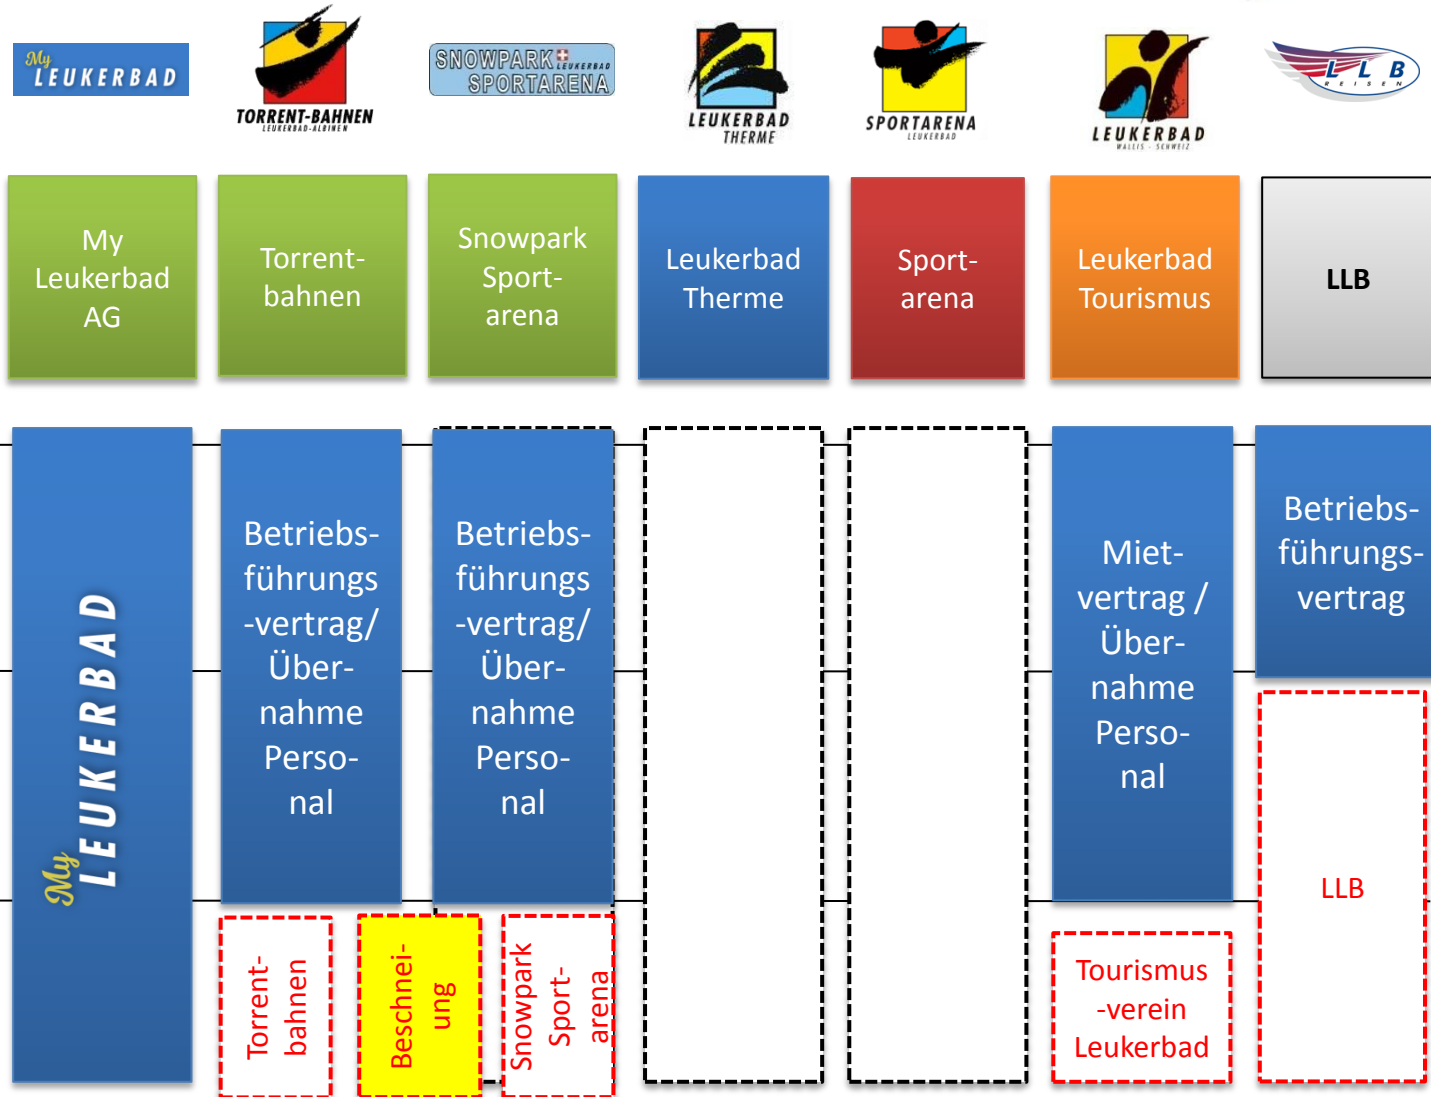 My
LEUKERBAD
TORRENT-BAHNEN
LEUKERBAD-ALBINEN
SNOWPARK LEUKERBAD
SPORTARENA
LEUKERBAD
THERME
SPORTARENA
LEUKERBAD
LEUKERBAD
WALLIS - SCHWEIZ
LLB
REISEN
My
Leukerbad
AG
Torrent-
bahnen
Snowpark
Sport-
arena
Leukerbad
Therme
Sport-
arena
Leukerbad
Tourismus
LLB
My
LEUKERBAD
Betriebs-
führungs
-vertrag/
Über-
nahme
Perso-
nal
Betriebs-
führungs
-vertrag/
Über-
nahme
Perso-
nal
Miet-
vertrag /
Über-
nahme
Perso-
nal
Betriebs-
führungs-
vertrag
Torrent-
bahnen
Beschnei-
ung
Snowpark
Sport-
arena
Tourismus
-verein
Leukerbad
LLB